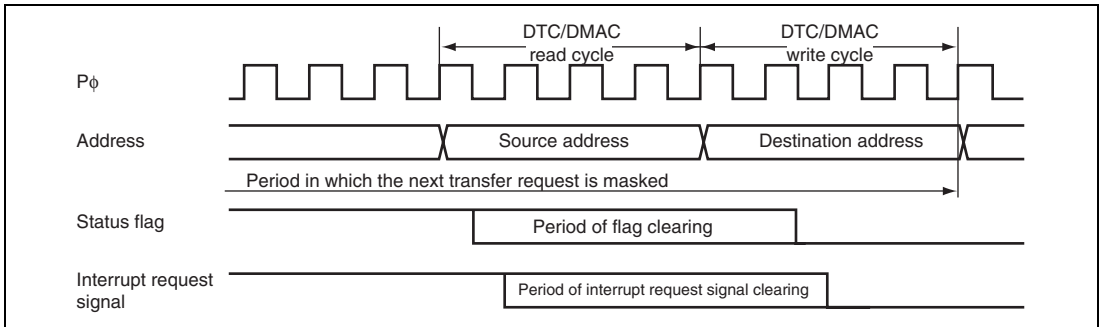 DTC/DMAC
read cycle
DTC/DMAC
write cycle
Pϕ
Address
Source address
Destination address
Period in which the next transfer request is masked
Status flag
Period of flag clearing
Interrupt request
signal
Period of interrupt request signal clearing